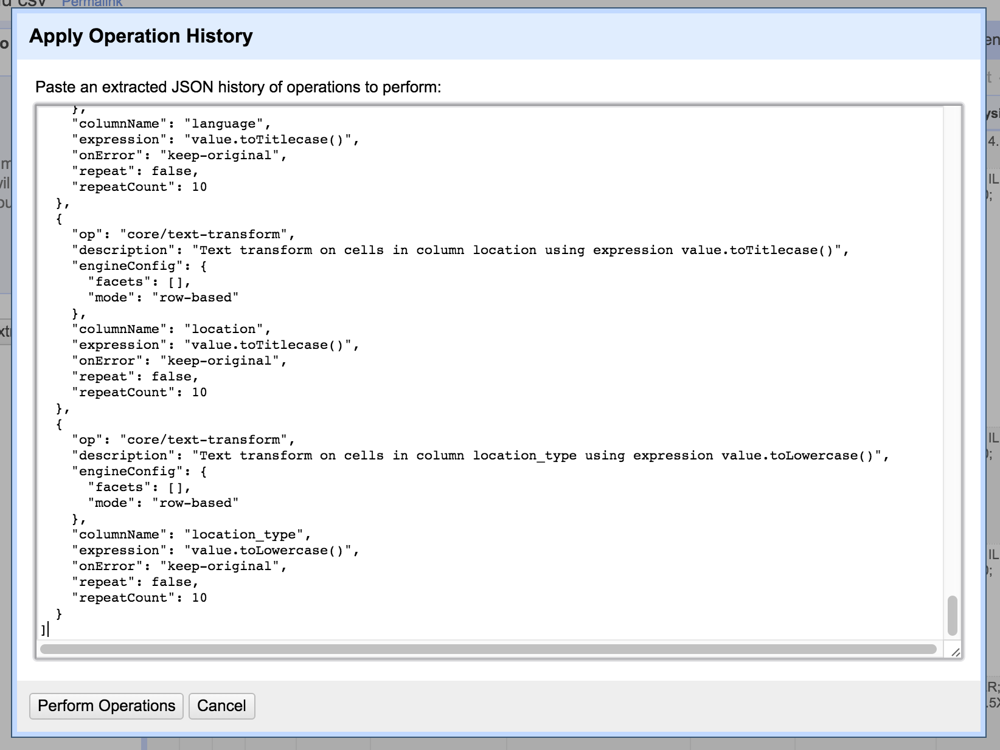 csv Permalink
Apply Operation History
Paste an extracted JSON history of operations to perform:
},
"columnName": "language",
"expression": "value.toTitlecase()",
"onError": "keep-original",
"repeat": false,
"repeatCount": 10
},
{
"op": "core/text-transform",
"description": "Text transform on cells in column location using expression value.toTitlecase()",
"engineConfig": {
"facets": [],
"mode": "row-based"
},
"columnName": "location",
"expression": "value.toTitlecase()",
"onError": "keep-original",
"repeat": false,
"repeatCount": 10
},
{
"op": "core/text-transform",
"description": "Text transform on cells in column location_type using expression value.toLowercase()",
"engineConfig": {
"facets": [],
"mode": "row-based"
},
"columnName": "location_type",
"expression": "value.toLowercase()",
"onError": "keep-original",
"repeat": false,
"repeatCount": 10
}
]
Perform Operations Cancel